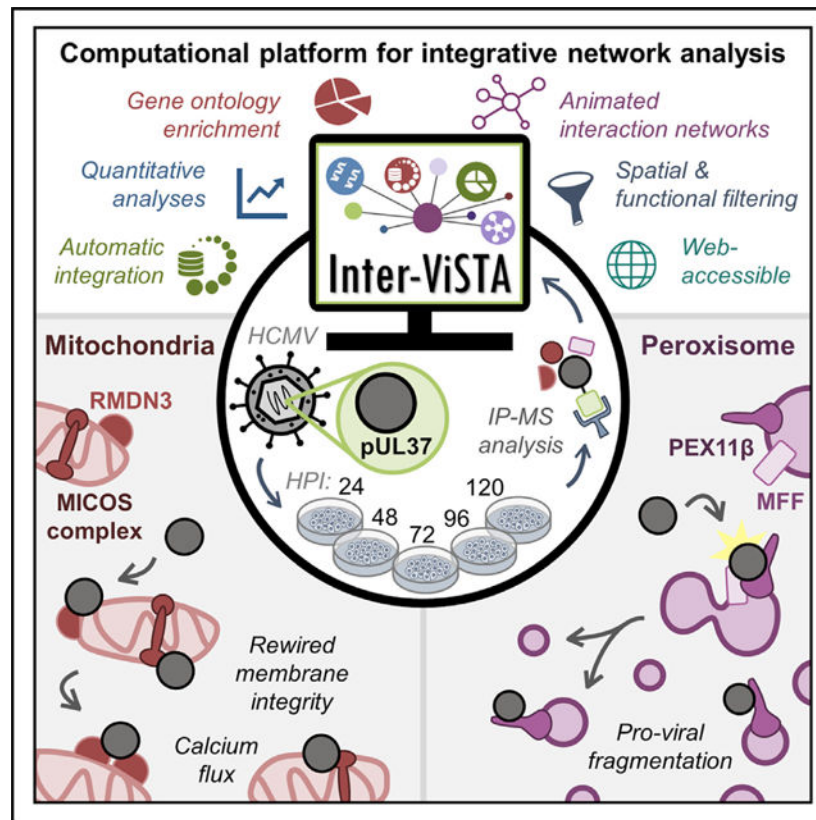 Computational platform for integrative network analysis
Gene ontology
enrichment
Animated
interaction networks
Quantitative
analyses
Spatial &
functional filtering
Automatic
integration
Web-
accessible
Inter-ViSTA
Mitochondria
HCMV
Peroxisome
RMDN3
pUL37
IP-MS
analysis
PEX11β
MFF
MICOS
complex
HPI:
24
48
72
96
120
Rewired
membrane
integrity
Calcium
flux
Pro-viral
fragmentation